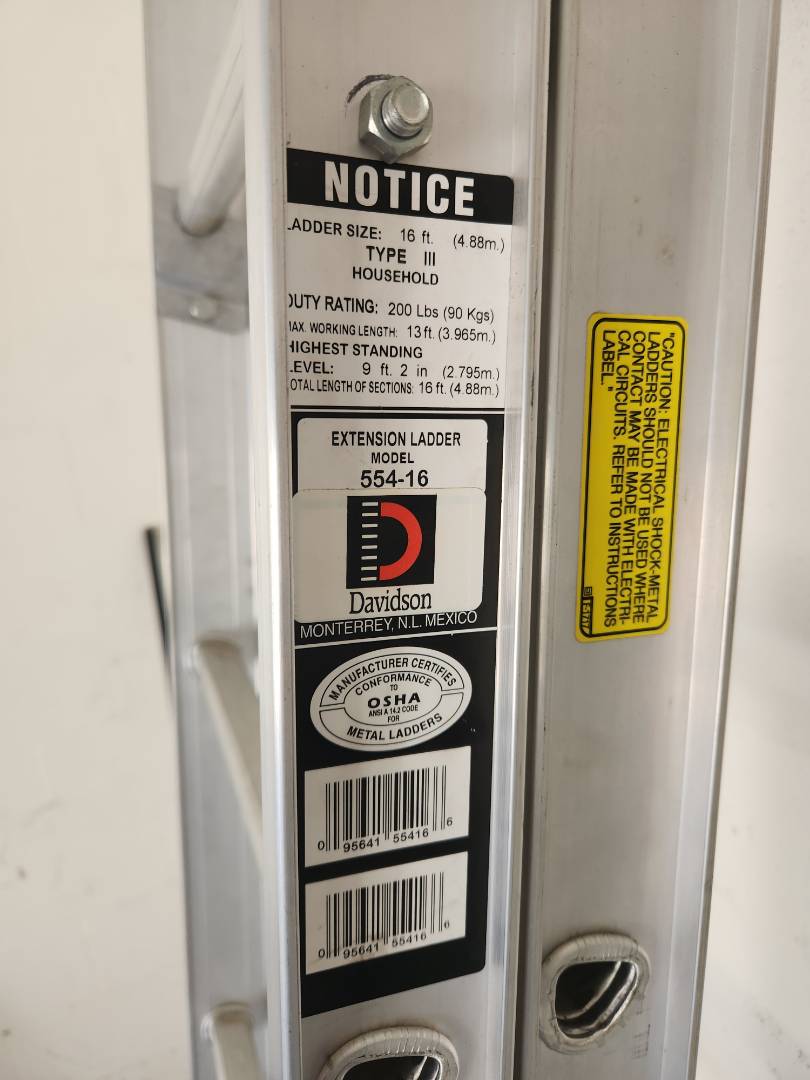 NOTICE
LADDER SIZE: 16 ft. (4.88m.)
TYPE III
HOUSEHOLD
DUTY RATING: 200 Lbs (90 Kgs)
MAX. WORKING LENGTH: 13 ft. (3.965m.)
HIGHEST STANDING
LEVEL: 9 ft. 2 in (2.795m.)
TOTAL LENGTH OF SECTIONS: 16 ft. (4.88m.)
EXTENSION LADDER
MODEL
554-16
Davidson
MONTERREY, N.L. MEXICO
MANUFACTURER CERTIFIES
CONFORMANCE
TO
OSHA
ANSI A 14.2 CODE
FOR
METAL LADDERS
0 95641 55416 6
0 95641 55416 6
"CAUTION: ELECTRICAL SHOCK-METAL
LADDERS SHOULD NOT BE USED WHERE
CONTACT MAY BE MADE WITH ELECTRI-
CAL CIRCUITS. REFER TO INSTRUCTIONS
LABEL."